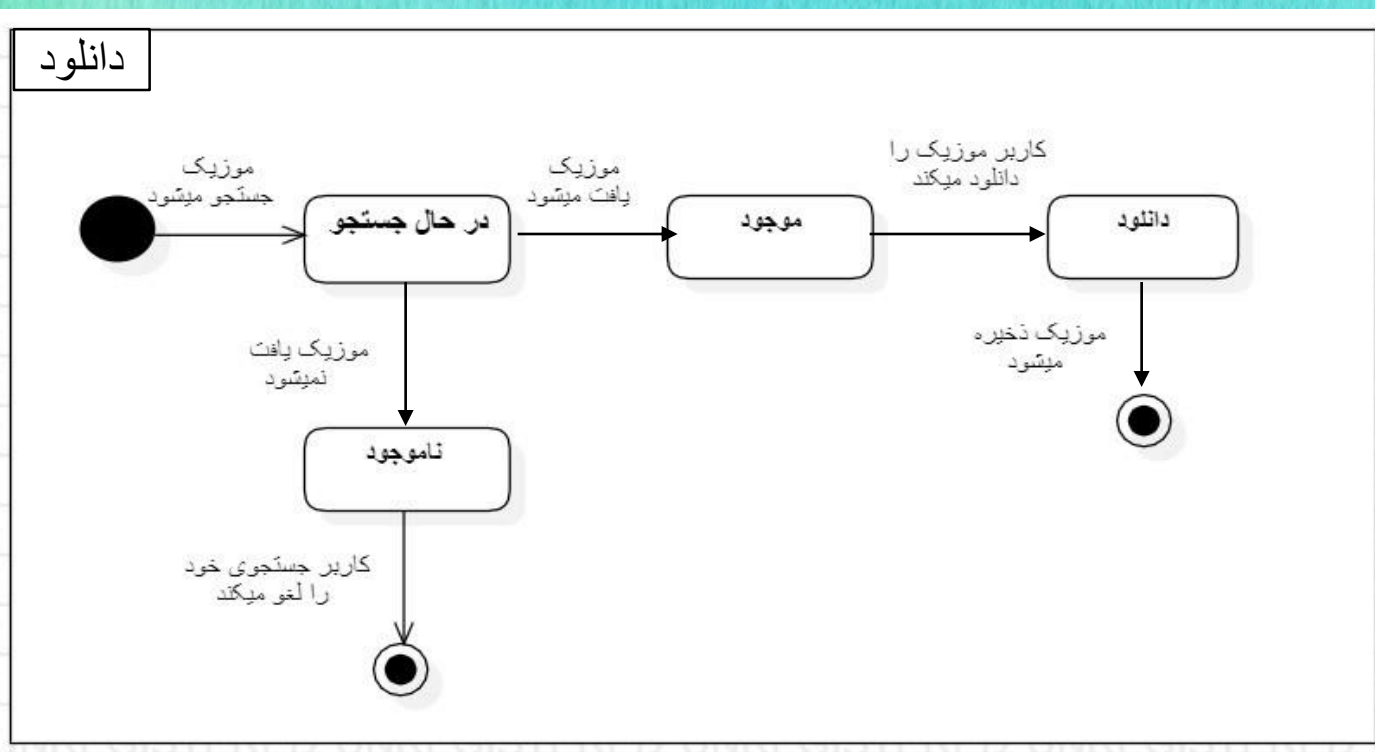 دانلود
موزیک
جستجو میشود
در حال جستجو
موزیک
یافت میشود
موجود
کاربر موزیک را
دانلود میکند
دانلود
موزیک یافت
نمیشود
موزیک ذخیره
میشود
ناموجود
کاربر جستجوی خود
را لغو میکند